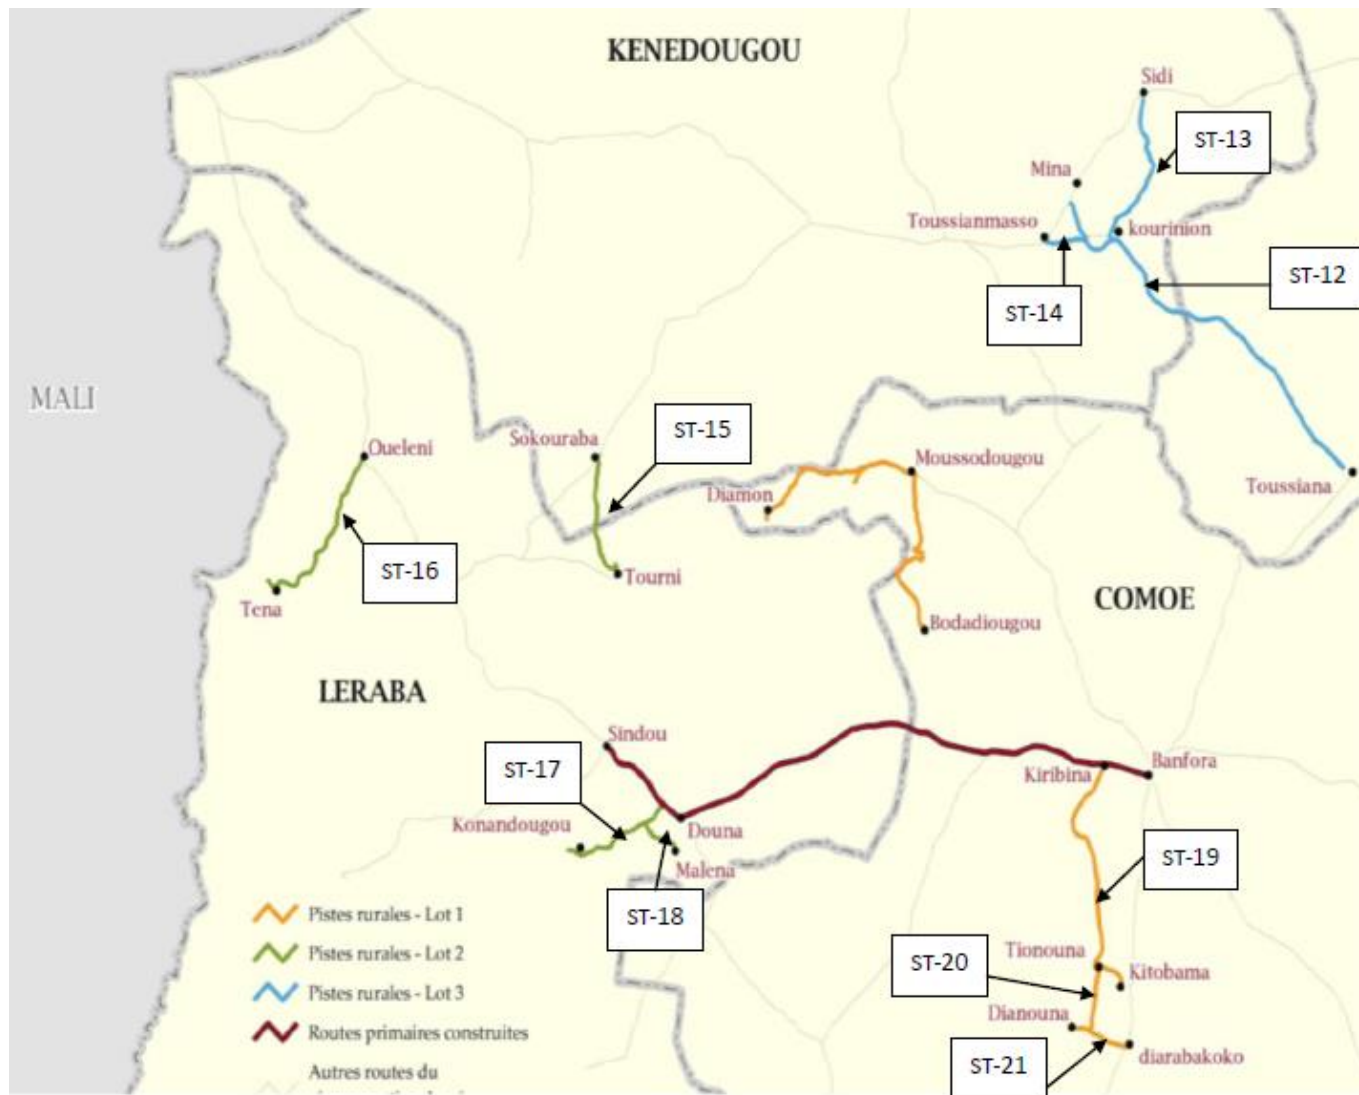 KENEDOUGOU
Sidi
ST-13
Mina
Toussianmasso
kourinion
ST-12
ST-14
MALI
ST-15
Oueleni
Sokouraba
Moussodougou
Diamon
Toussiana
ST-16
Tourni
Tena
COMOE
Bodadiougou
LERABA
Sindou
ST-17
Kiribina
Banfora
Konandougou
Douna
Malena
ST-19
ST-18
Pistes rurales - Lot 1
Pistes rurales - Lot 2
Pistes rurales - Lot 3
Routes primaires construites
Autres routes du
Tionouna
ST-20
Kitobama
Dianouna
diarabakoko
ST-21